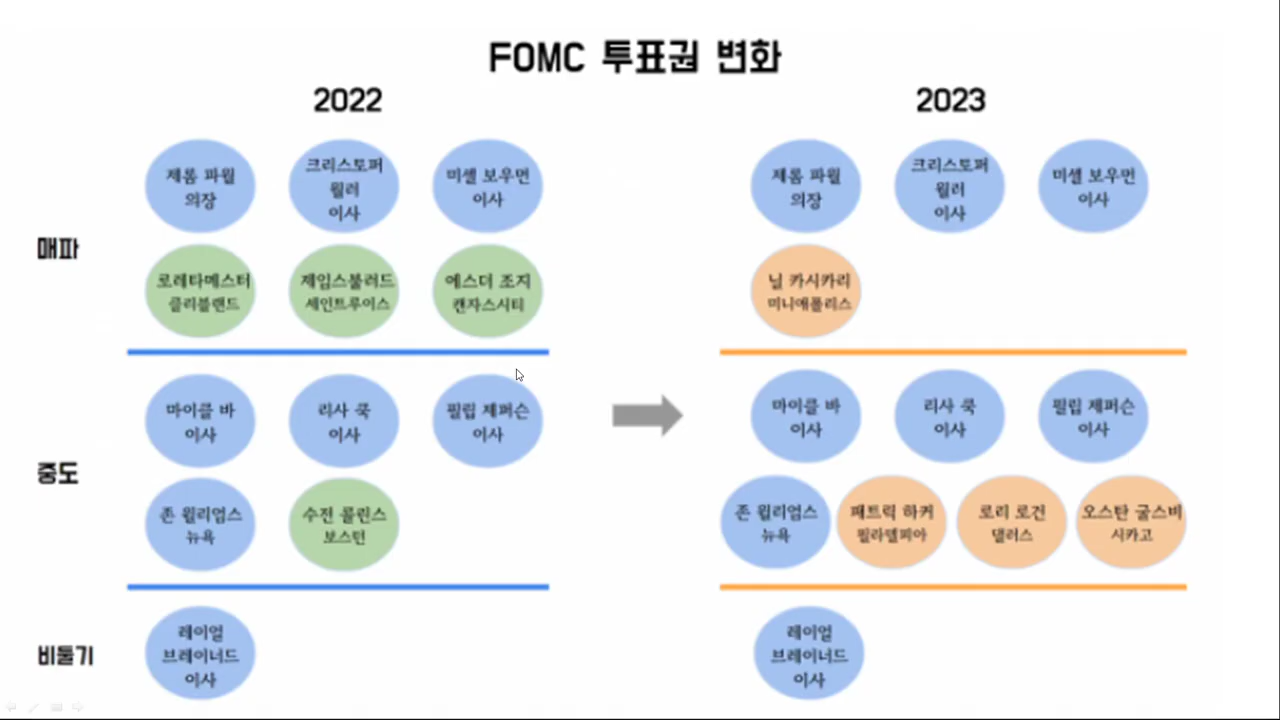 FOMC 투표권 변화
2022
2023
매파
제롬 파월
의장
크리스토퍼
월러
이사
미셸 보우먼
이사
로레타메스터
클리블랜드
제임스불러드
세인트루이스
에스더 조지
캔자스시티
제롬 파월
의장
크리스토퍼
월러
이사
미셸 보우먼
이사
닐 카시카리
미니애폴리스
중도
마이클 바
이사
리사 쿡
이사
필립 제퍼슨
이사
존 윌리엄스
뉴욕
수전 콜린스
보스턴
마이클 바
이사
리사 쿡
이사
필립 제퍼슨
이사
존 윌리엄스
뉴욕
패트릭 하커
필라델피아
로리 로건
댈러스
오스탄 굴스비
시카고
비둘기
레이얼
브레이너드
이사
레이얼
브레이너드
이사